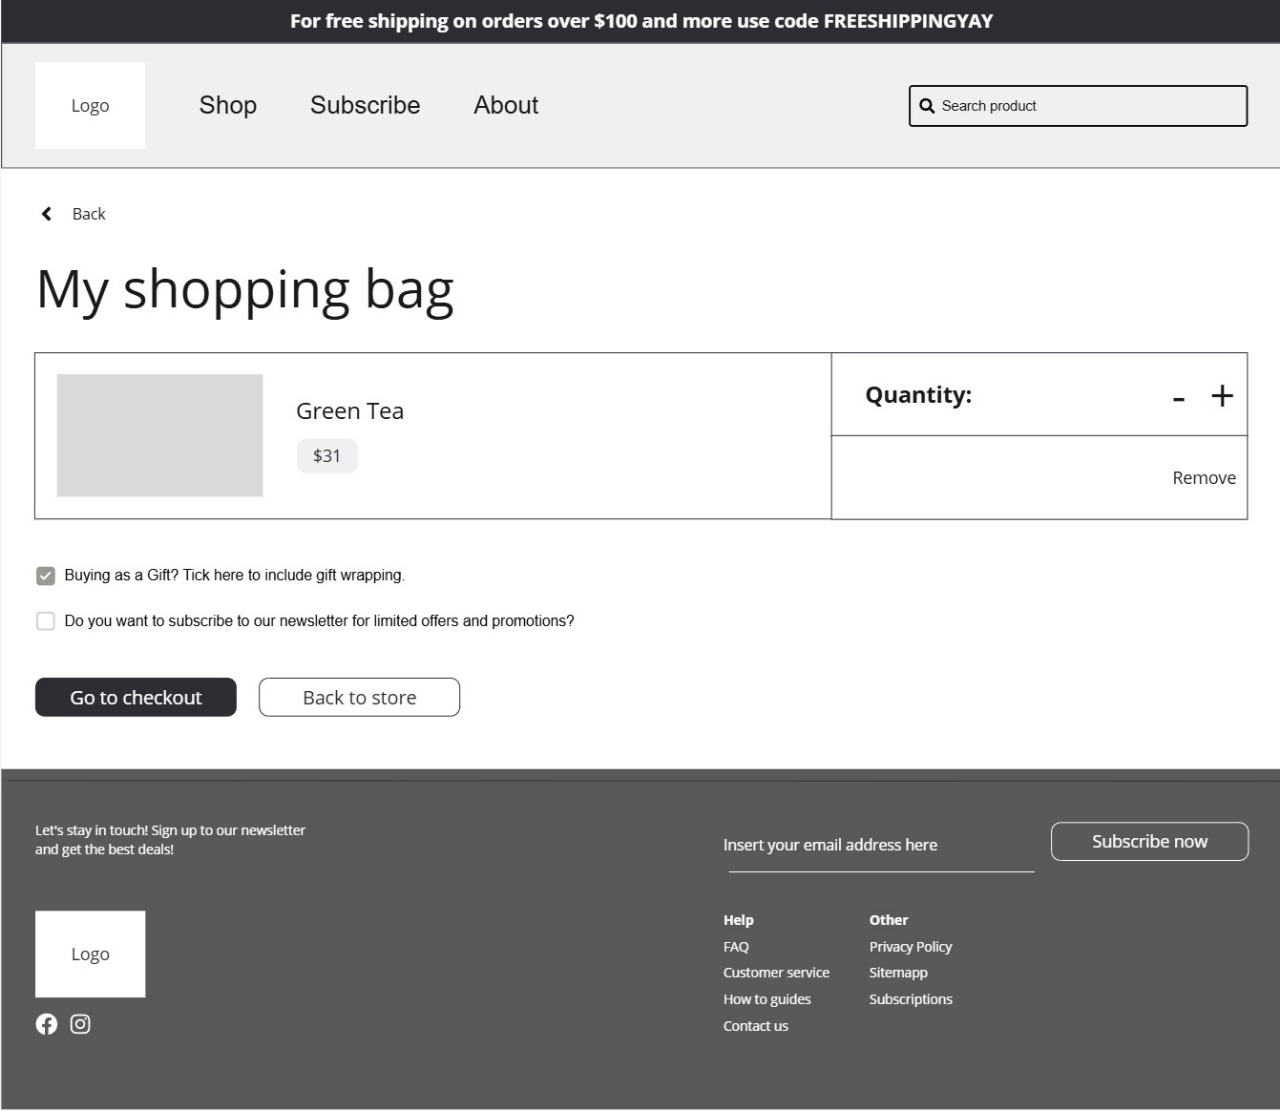 For free shipping on orders over $100 and more use code FREESHIPPINGYAY
Logo
Shop
Subscribe
About
Search product
Back
My shopping bag
Green Tea
$31
Quantity:
- +
Remove
Buying as a Gift? Tick here to include gift wrapping.
Do you want to subscribe to our newsletter for limited offers and promotions?
Go to checkout
Back to store
Let's stay in touch! Sign up to our newsletter
and get the best deals!
Insert your email address here
Subscribe now
Logo
Help
FAQ
Customer service
How to guides
Contact us
Other
Privacy Policy
Sitemapp
Subscriptions